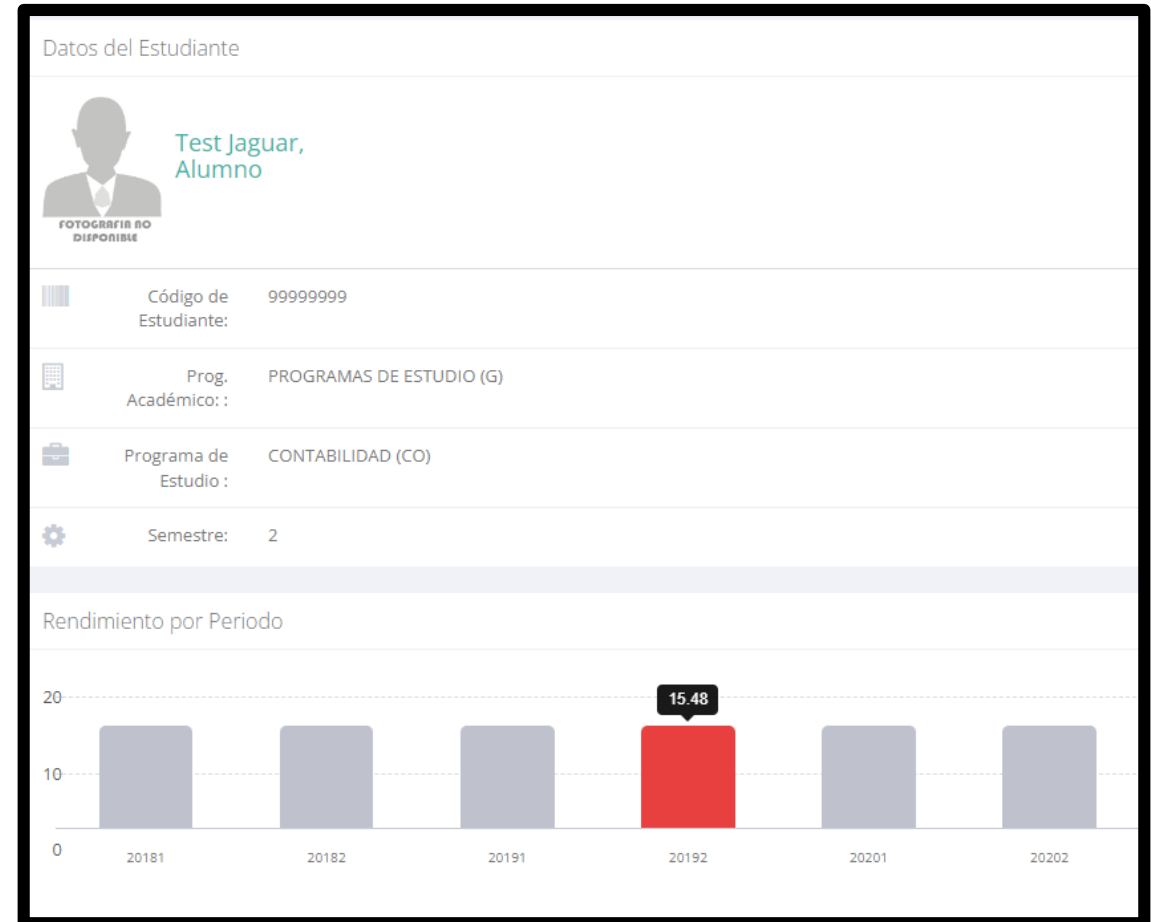 Datos del Estudiante
Test Jaguar,
Alumno
FOTOGRAFIA NO
DISPONIBLE
Código de 99999999
Estudiante:
Prog. PROGRAMAS DE ESTUDIO (G)
Académico: :
Programa de CONTABILIDAD (CO)
Estudio :
Semestre: 2
Rendimiento por Periodo
20
15.48
10
0
20181 20182 20191 20192 20201 20202